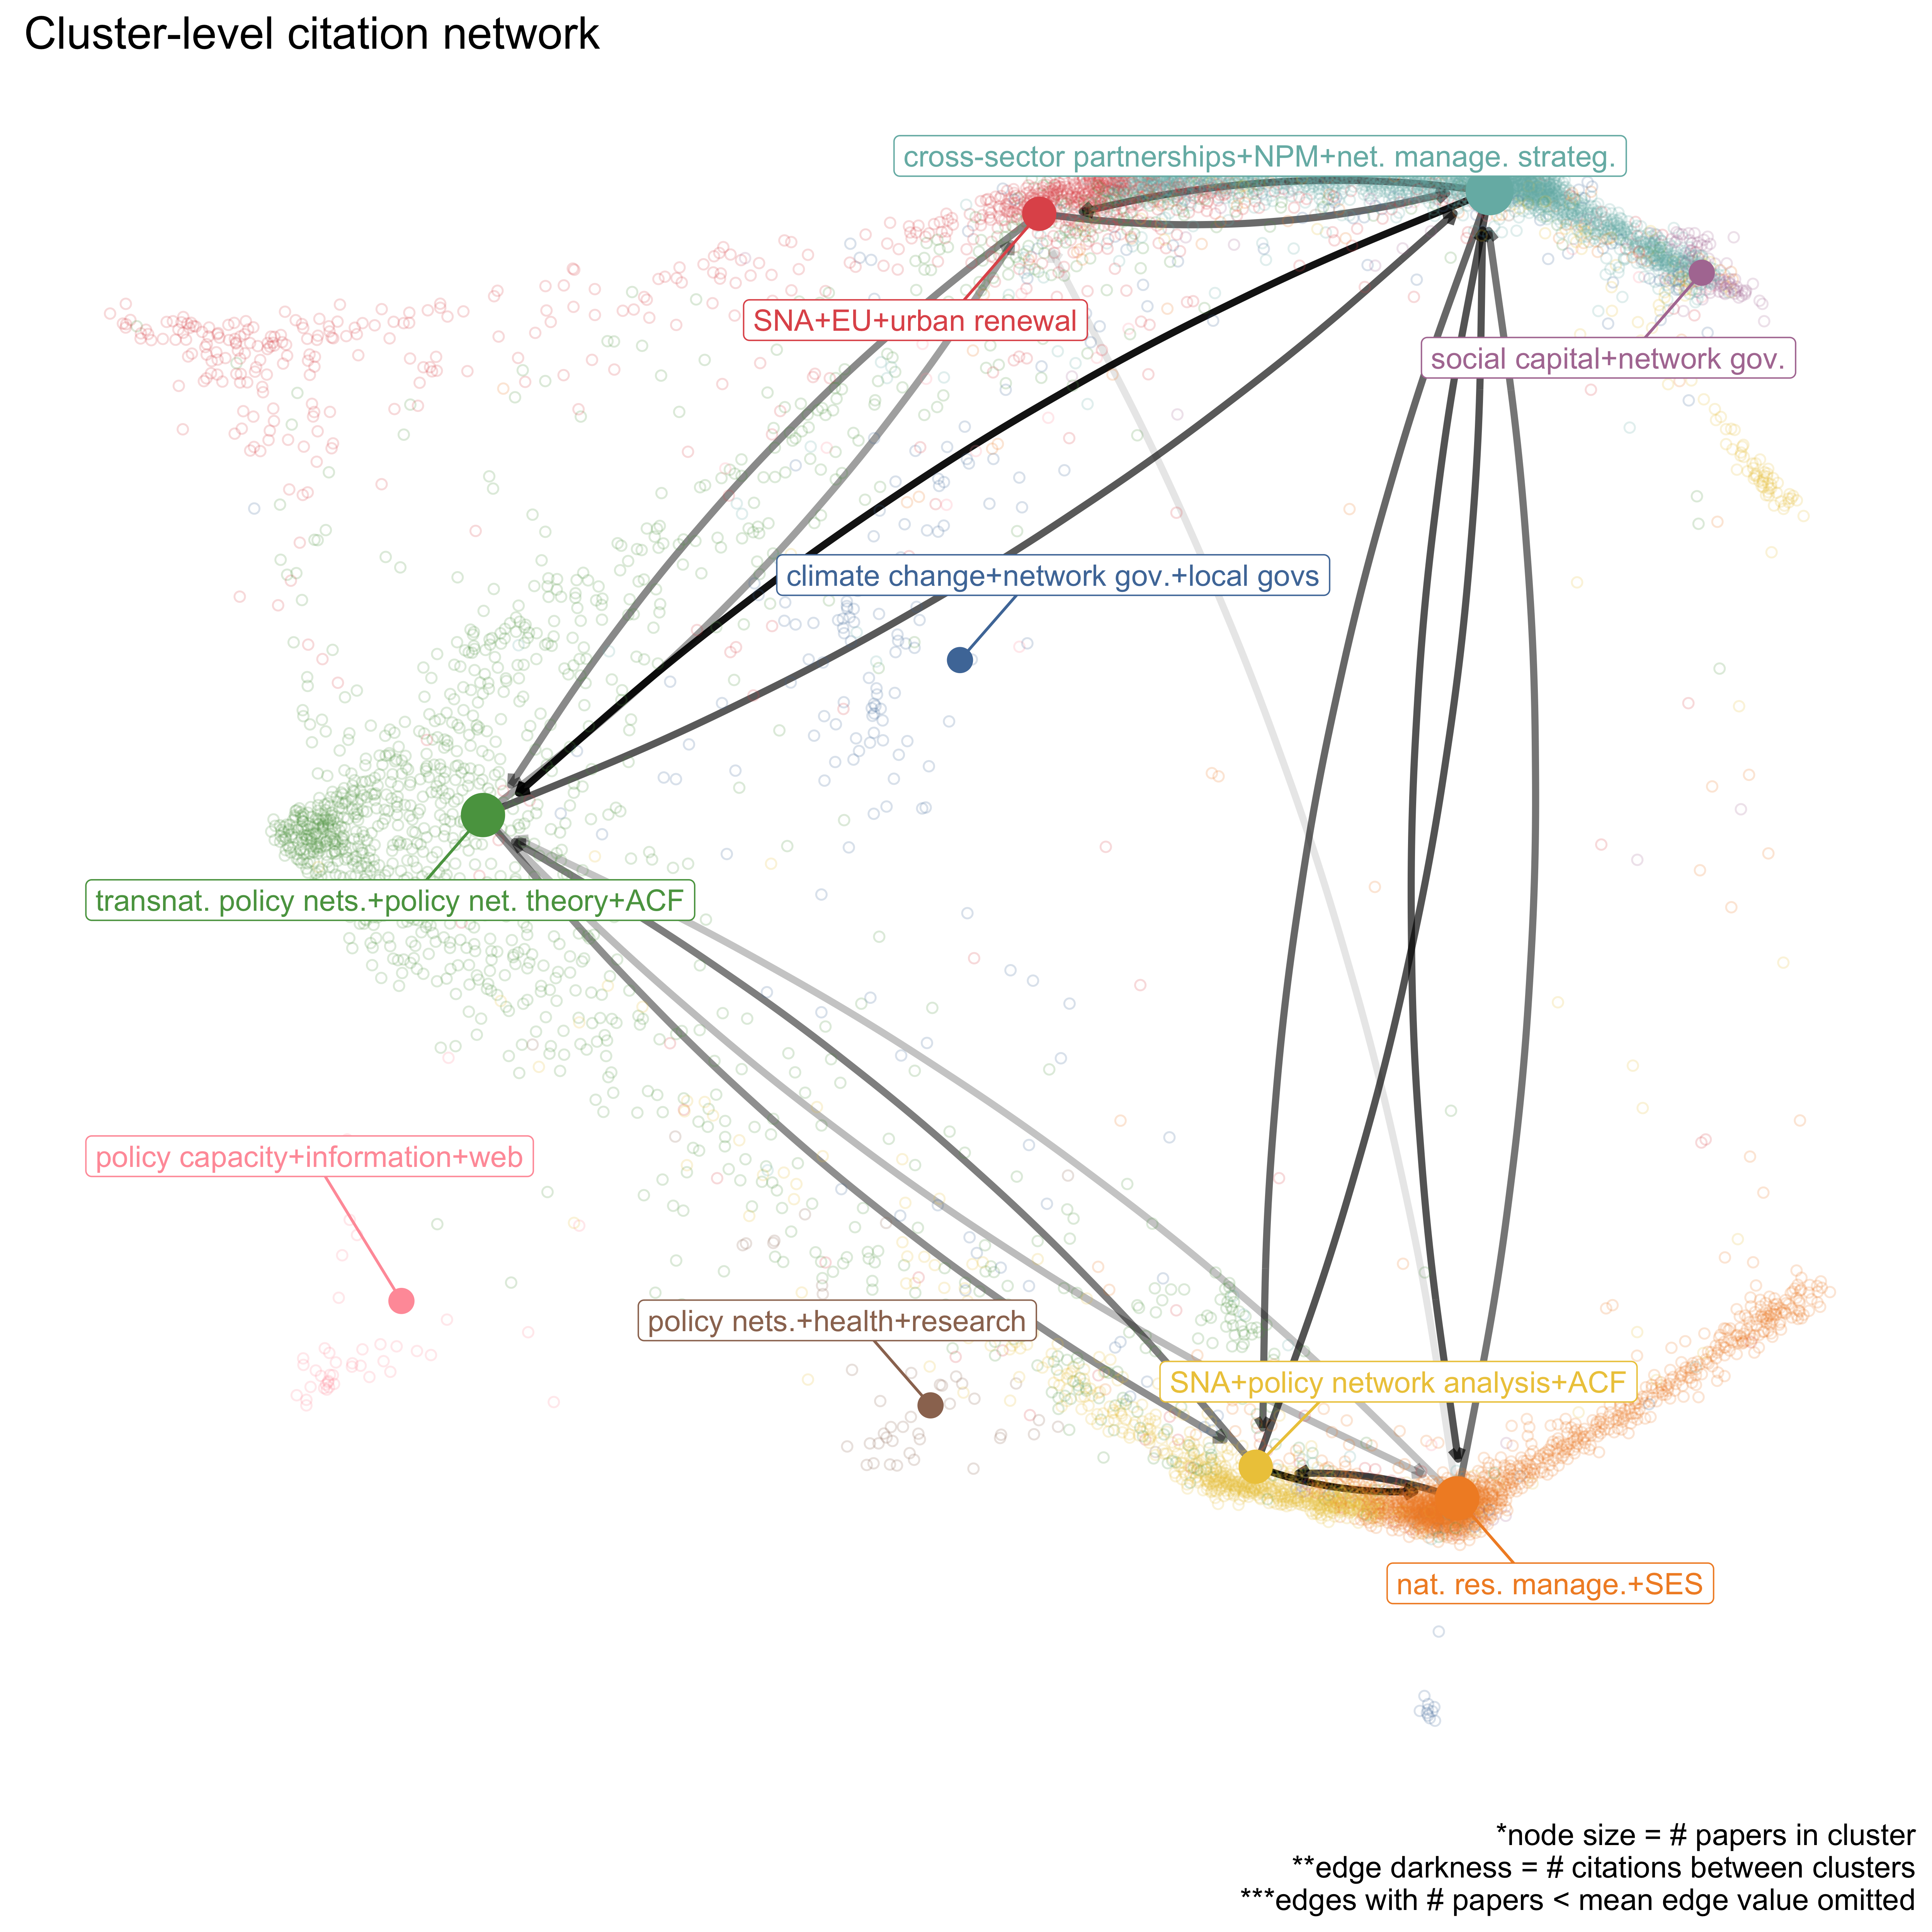 Cluster-level citation network
cross-sector partnerships+NPM+net. manage. strateg.
SNA+EU+urban renewal
social capital+network gov.
climate change+network gov.+local govs
transnat. policy nets.+policy net. theory+ACF
policy capacity+information+web
policy nets.+health+research
SNA+policy network analysis+ACF
nat. res. manage.+SES
*node size = # papers in cluster
**edge darkness = # citations between clusters
***edges with # papers < mean edge value omitted